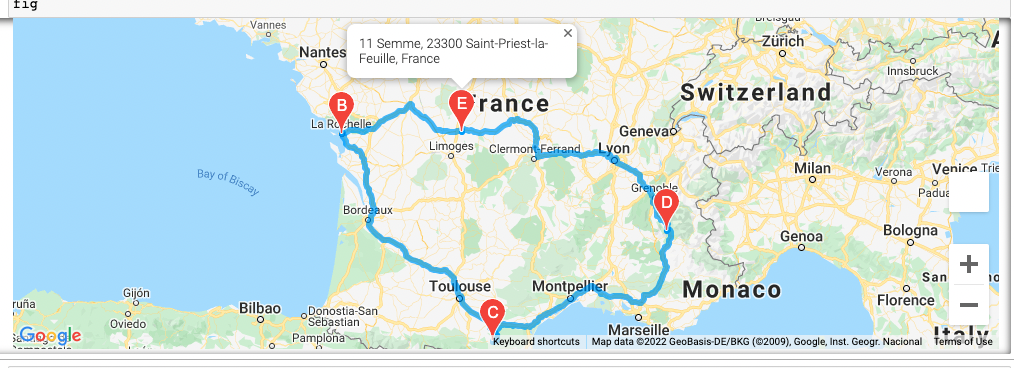 fig
Vannes
Nantes
11 Semme, 23300 Saint-Priest-la-
Feuille, France
×
Zürich
Innsbruck
B
E
France
Switzerland
La Rochelle
Limoges
Clermont-Ferrand
Lyon
Geneva
Milan
Verona
Venice
Padua
Bay of Biscay
Grenoble
D
Bordeaux
Genoa
Bologna
Toulouse
Montpellier
Monaco
Gijón
Oviedo
Bilbao
Donostia-San
Sebastian
Pamplona
C
Marseille
Florence
Italy
+
−
Google
Keyboard shortcuts
Map data ©2022 GeoBasis-DE/BKG (©2009), Google, Inst. Geogr. Nacional
Terms of Use